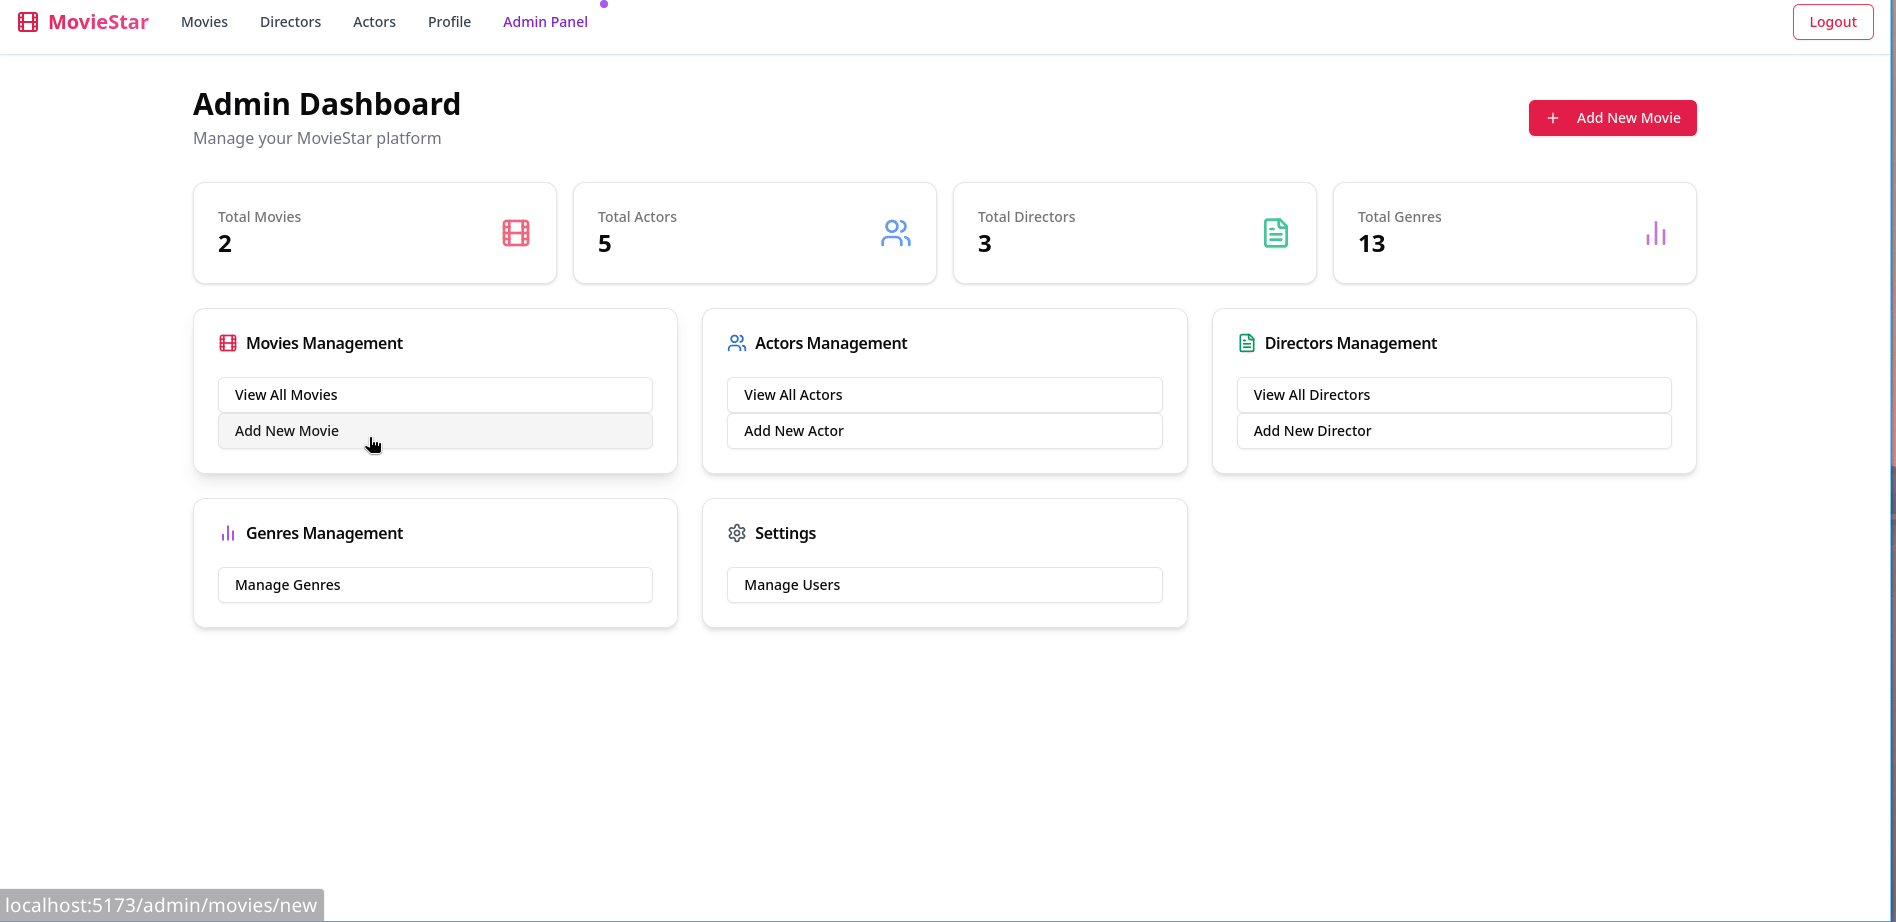 MovieStar Movies Directors Actors Profile Admin Panel Logout
Admin Dashboard
Manage your MovieStar platform
+ Add New Movie
Total Movies
2
Total Actors
5
Total Directors
3
Total Genres
13
Movies Management
View All Movies
Add New Movie
Actors Management
View All Actors
Add New Actor
Directors Management
View All Directors
Add New Director
Genres Management
Manage Genres
Settings
Manage Users
localhost:5173/admin/movies/new